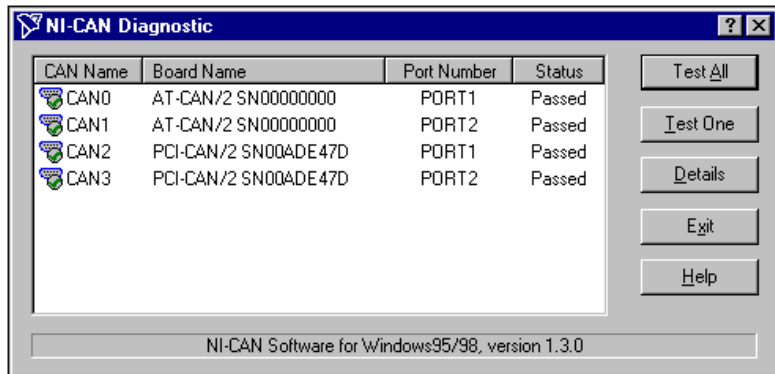 NI-CAN Diagnostic
CAN Name Board Name Port Number Status
CAN0 AT-CAN/2 SN00000000 PORT1 Passed
CAN1 AT-CAN/2 SN00000000 PORT2 Passed
CAN2 PCI-CAN/2 SN00ADE47D PORT1 Passed
CAN3 PCI-CAN/2 SN00ADE47D PORT2 Passed
Test All
Test One
Details
Exit
Help
NI-CAN Software for Windows95/98, version 1.3.0